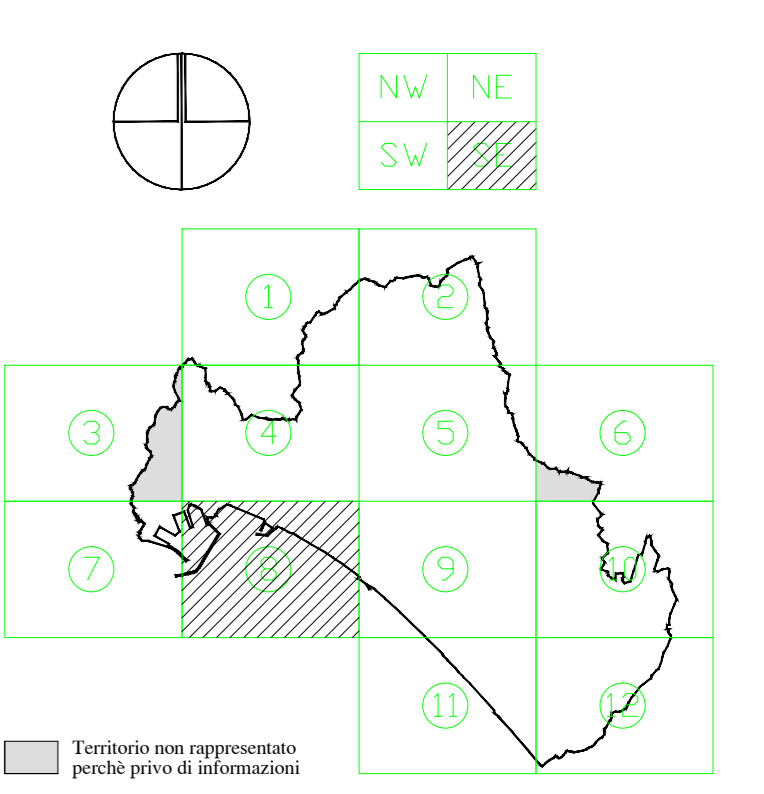 NW NE
SW SE
1 2
3 4 5 6
7 8 9 10
11 12
Territorio non rappresentato
perchè privo di informazioni